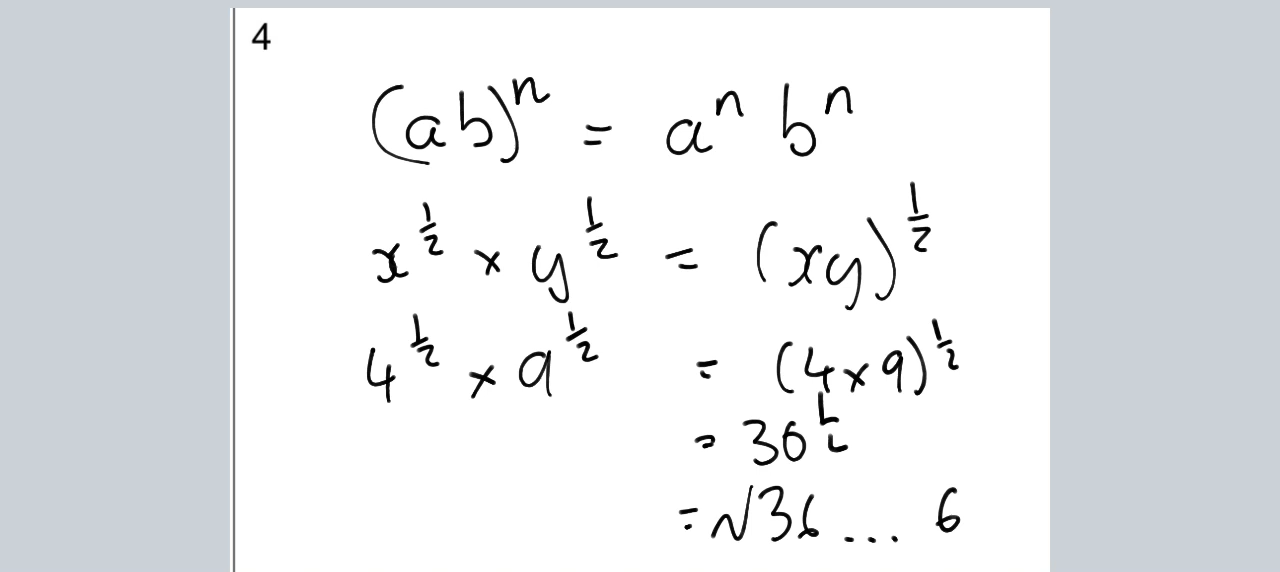 4
(ab)^n = a^n b^n
x^½ × y^½ = (xy)^½
4^½ × 9^½ = (4×9)^½
= 36^½
= √36 ... 6